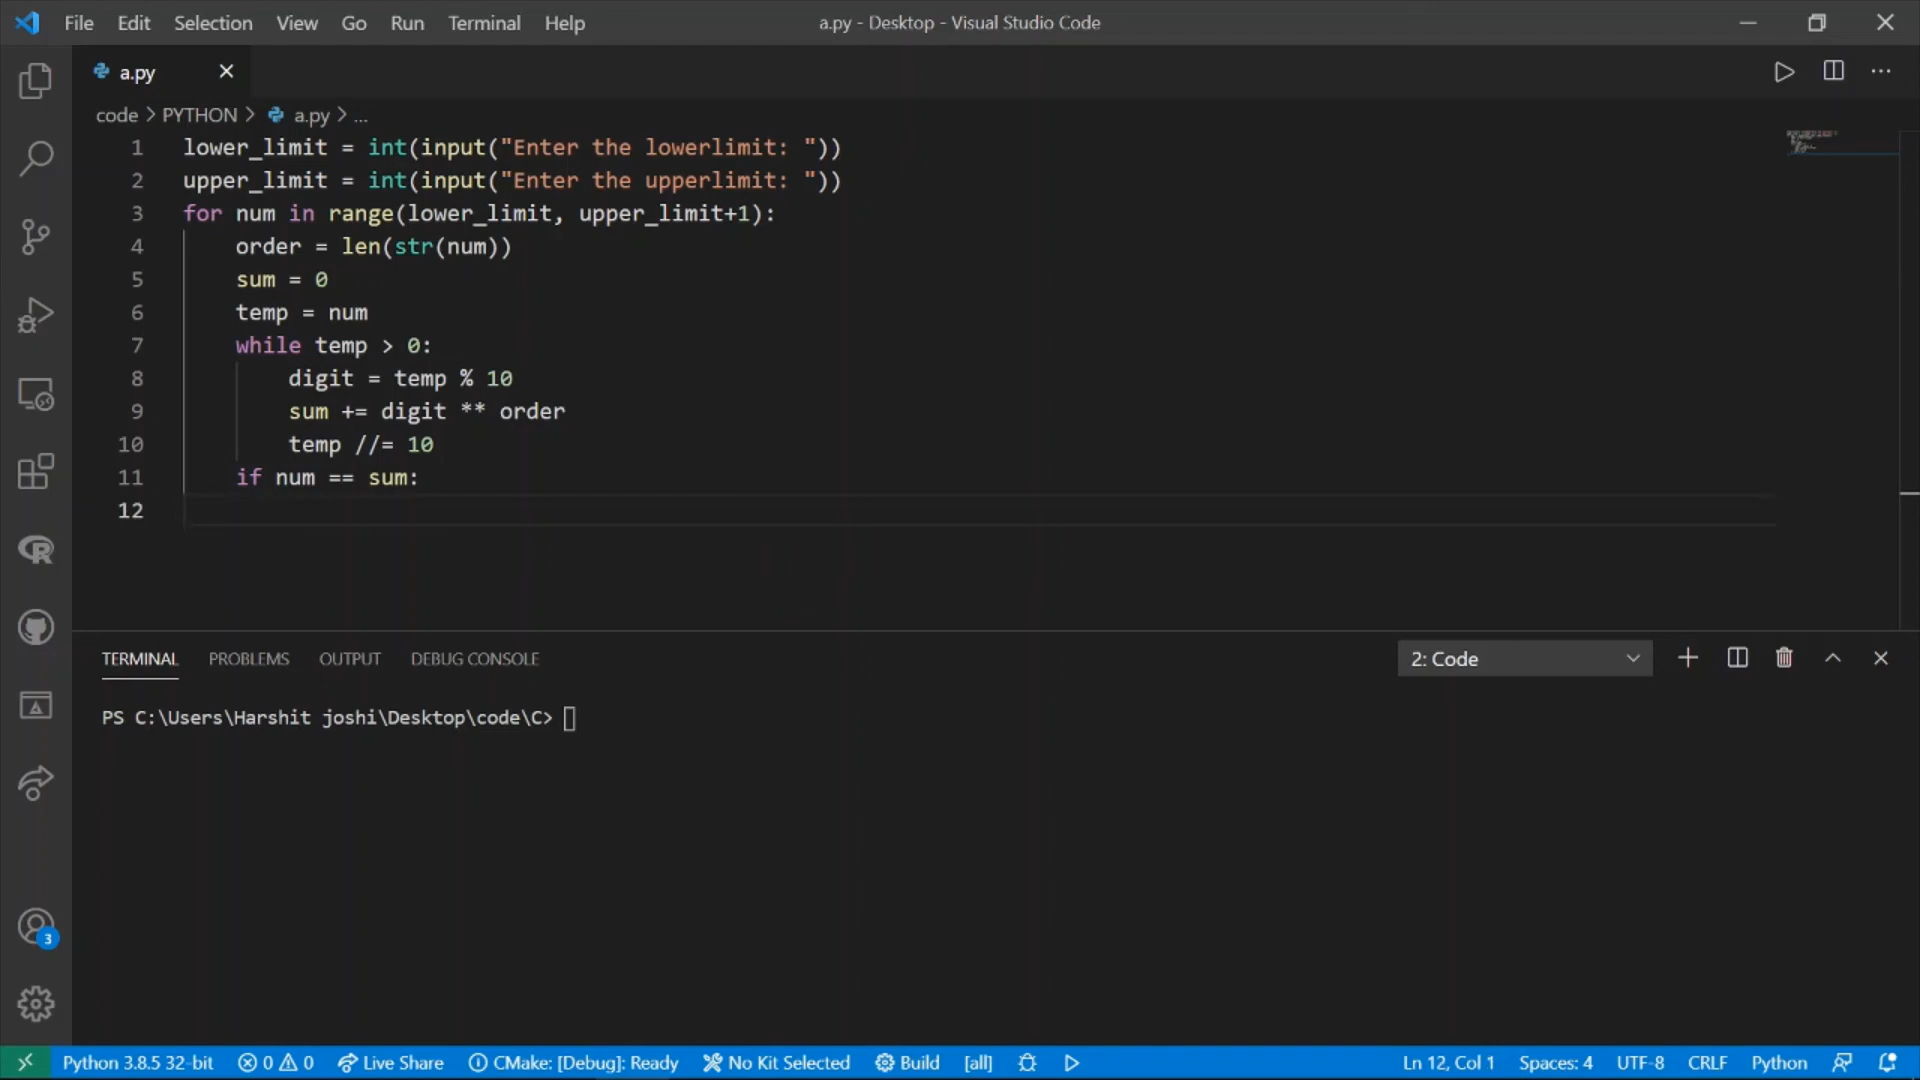 File Edit Selection View Go Run Terminal Help a.py - Desktop - Visual Studio Code
a.py
code > PYTHON > a.py > ...
1 lower_limit = int(input("Enter the lowerlimit: "))
2 upper_limit = int(input("Enter the upperlimit: "))
3 for num in range(lower_limit, upper_limit+1):
4 order = len(str(num))
5 sum = 0
6 temp = num
7 while temp > 0:
8 digit = temp % 10
9 sum += digit ** order
10 temp //= 10
11 if num == sum:
12
TERMINAL PROBLEMS OUTPUT DEBUG CONSOLE 2: Code
PS C:\Users\Harshit joshi\Desktop\code\C>
3
Python 3.8.5 32-bit 0 0 Live Share CMake: [Debug]: Ready No Kit Selected Build [all] Ln 12, Col 1 Spaces: 4 UTF-8 CRLF Python